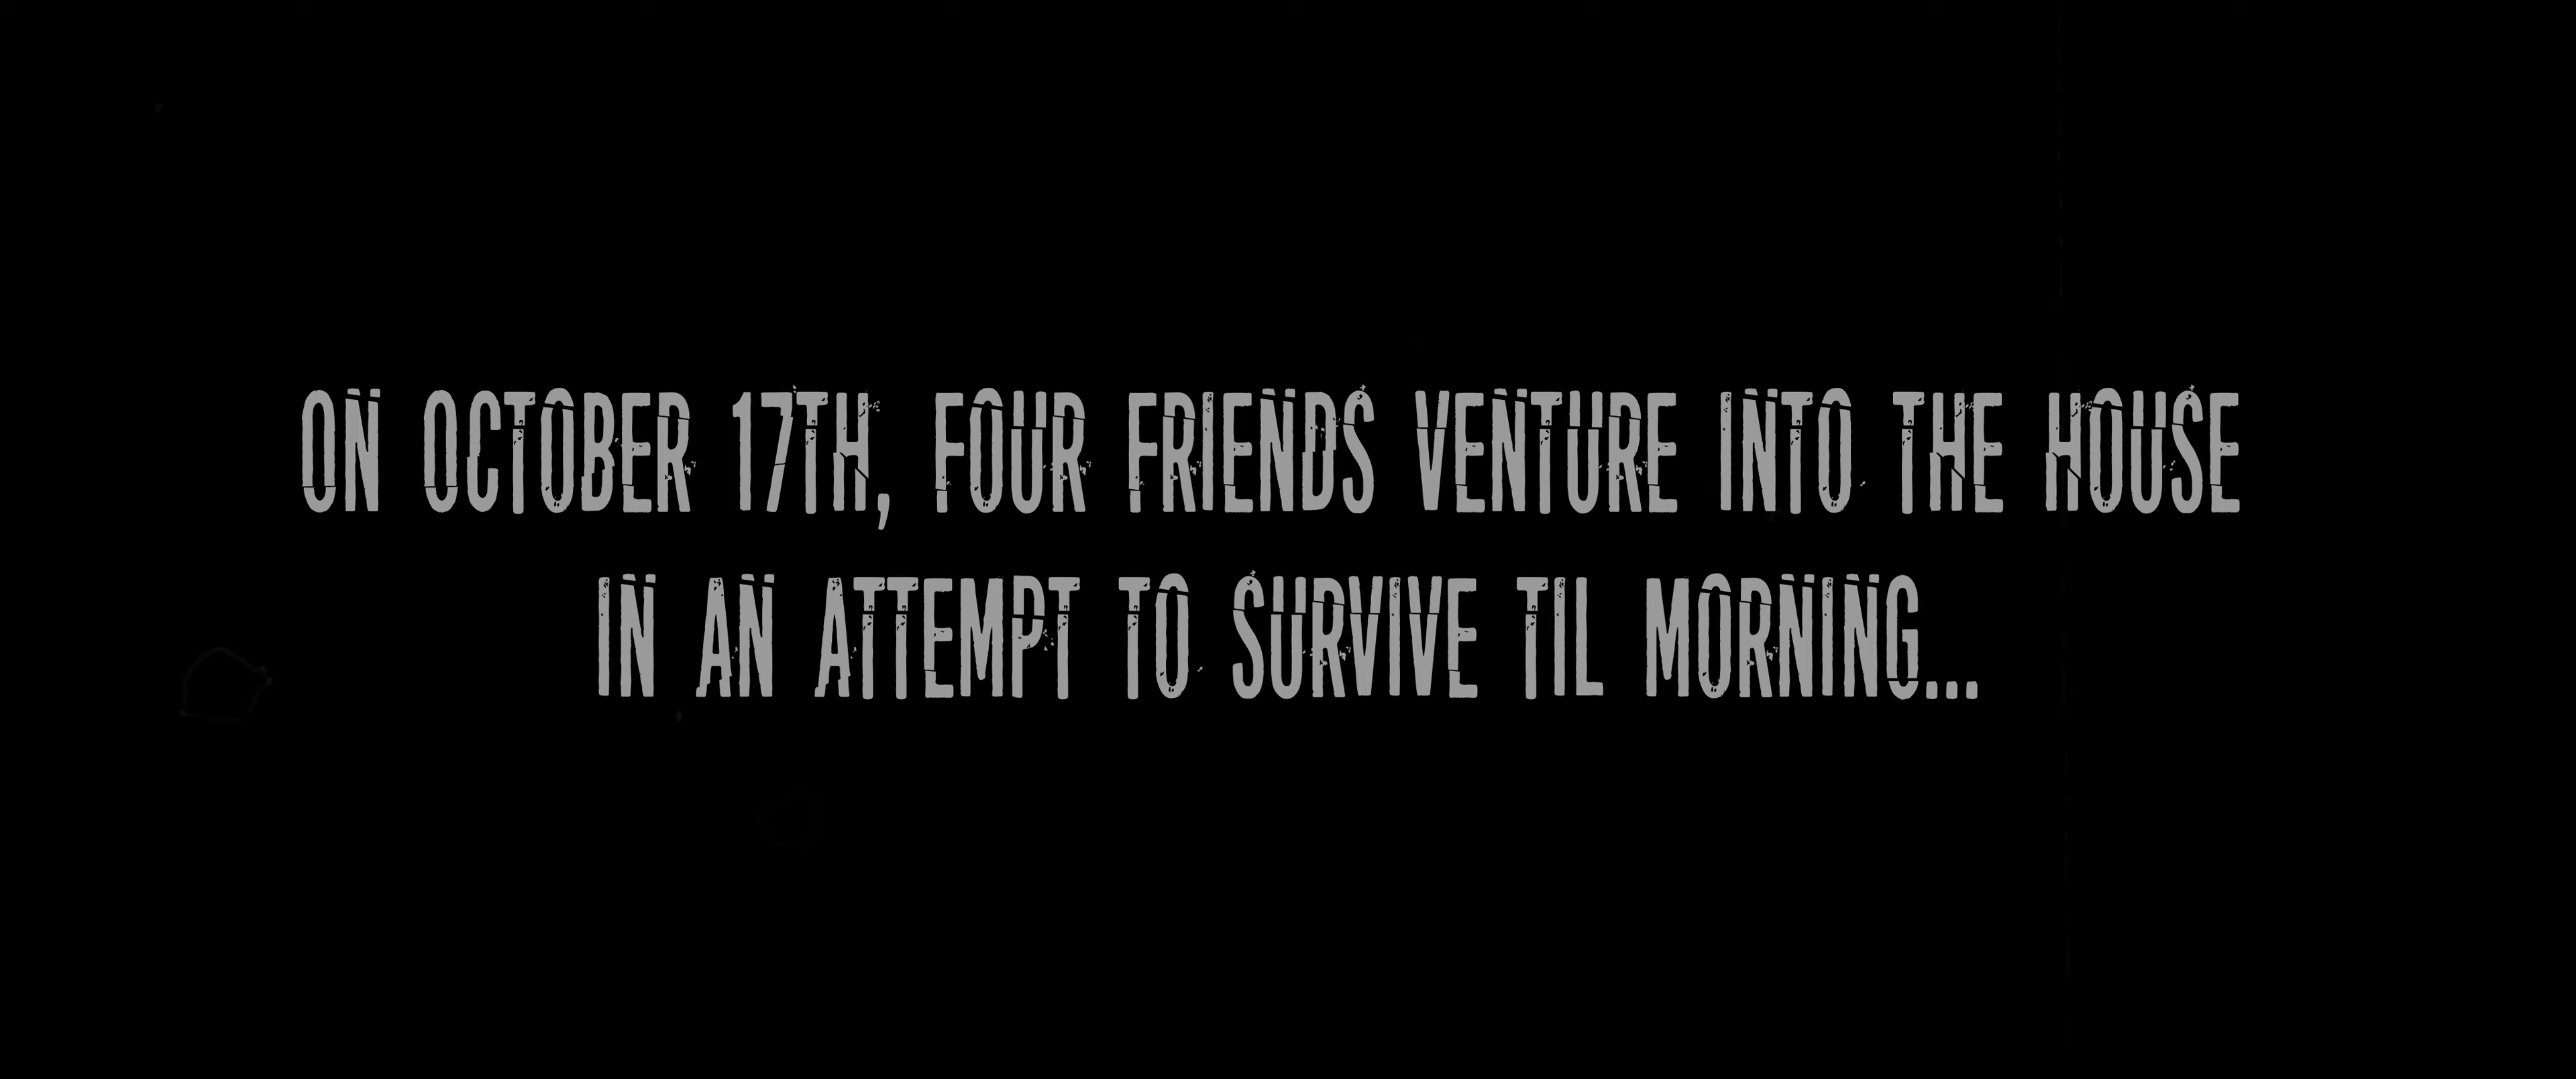 ON OCTOBER 17TH, FOUR FRIENDS VENTURE INTO THE HOUSE
IN AN ATTEMPT TO SURVIVE TIL MORNING...